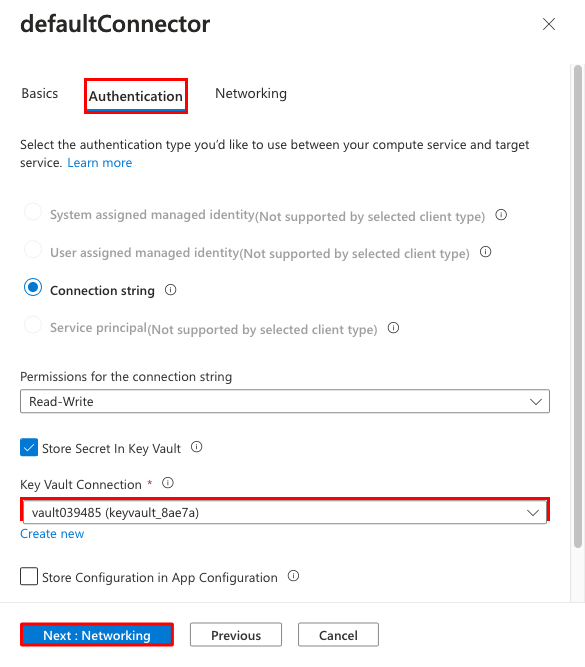 defaultConnector
Basics Authentication Networking
Select the authentication type you'd like to use between your compute service and target
service. Learn more
System assigned managed identity(Not supported by selected client type)
User assigned managed identity(Not supported by selected client type)
Connection string
Service principal(Not supported by selected client type)
Permissions for the connection string
Read-Write
Store Secret In Key Vault
Key Vault Connection *
vault039485 (keyvault_8ae7a)
Create new
Store Configuration in App Configuration
Next : Networking Previous Cancel